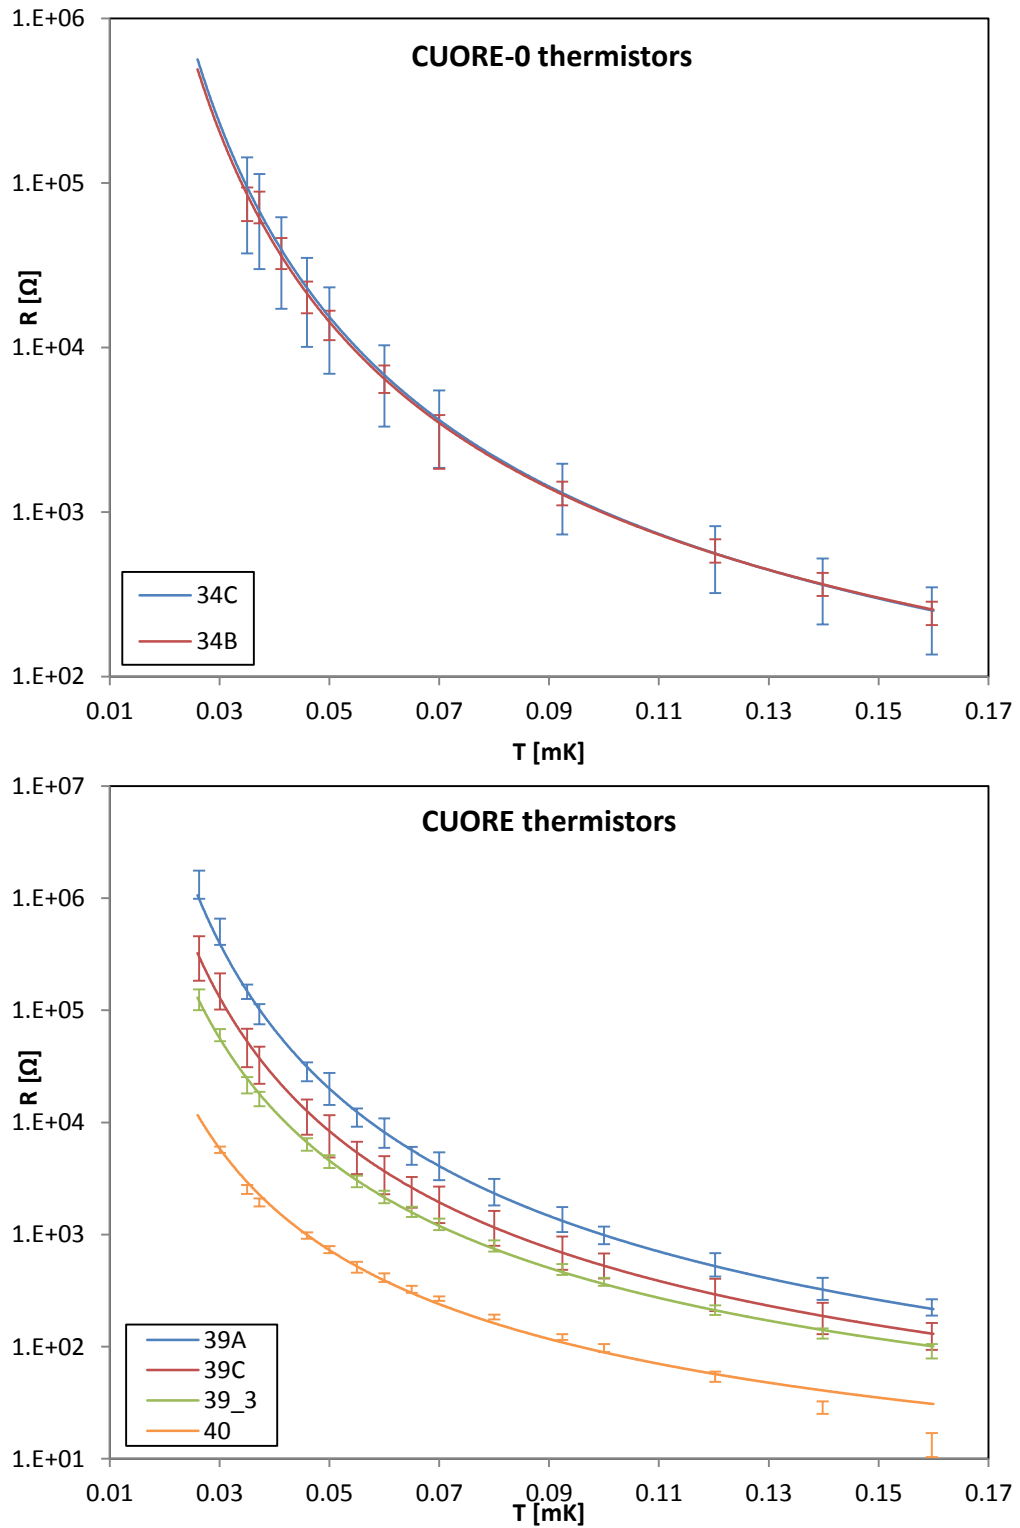 1.E+06
CUORE-0 thermistors
1.E+05
R [Ω]
1.E+04
1.E+03
34C
34B
1.E+02
0.01 0.03 0.05 0.07 0.09 0.11 0.13 0.15 0.17
T [mK]
1.E+07
CUORE thermistors
1.E+06
1.E+05
R [Ω]
1.E+04
1.E+03
39A
1.E+02
39C
39_3
40
1.E+01
0.01 0.03 0.05 0.07 0.09 0.11 0.13 0.15 0.17
T [mK]